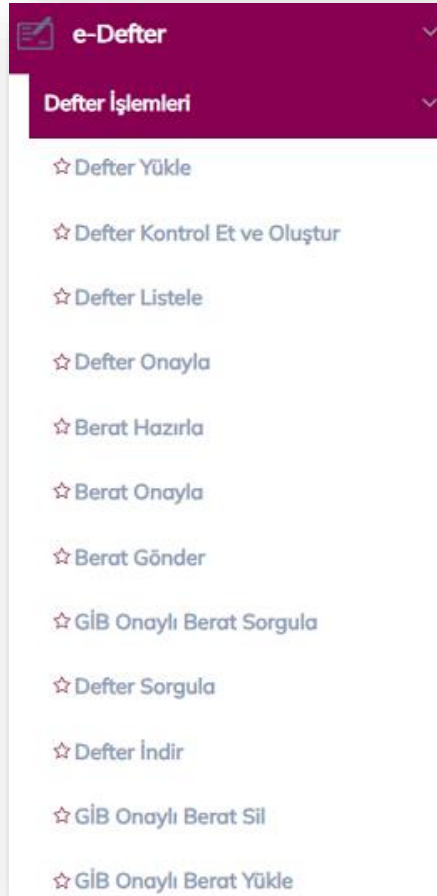 e-Defter
Defter İşlemleri
Defter Yükle
Defter Kontrol Et ve Oluştur
Defter Listele
Defter Onayla
Berat Hazırla
Berat Onayla
Berat Gönder
GİB Onaylı Berat Sorgula
Defter Sorgula
Defter İndir
GİB Onaylı Berat Sil
GİB Onaylı Berat Yükle